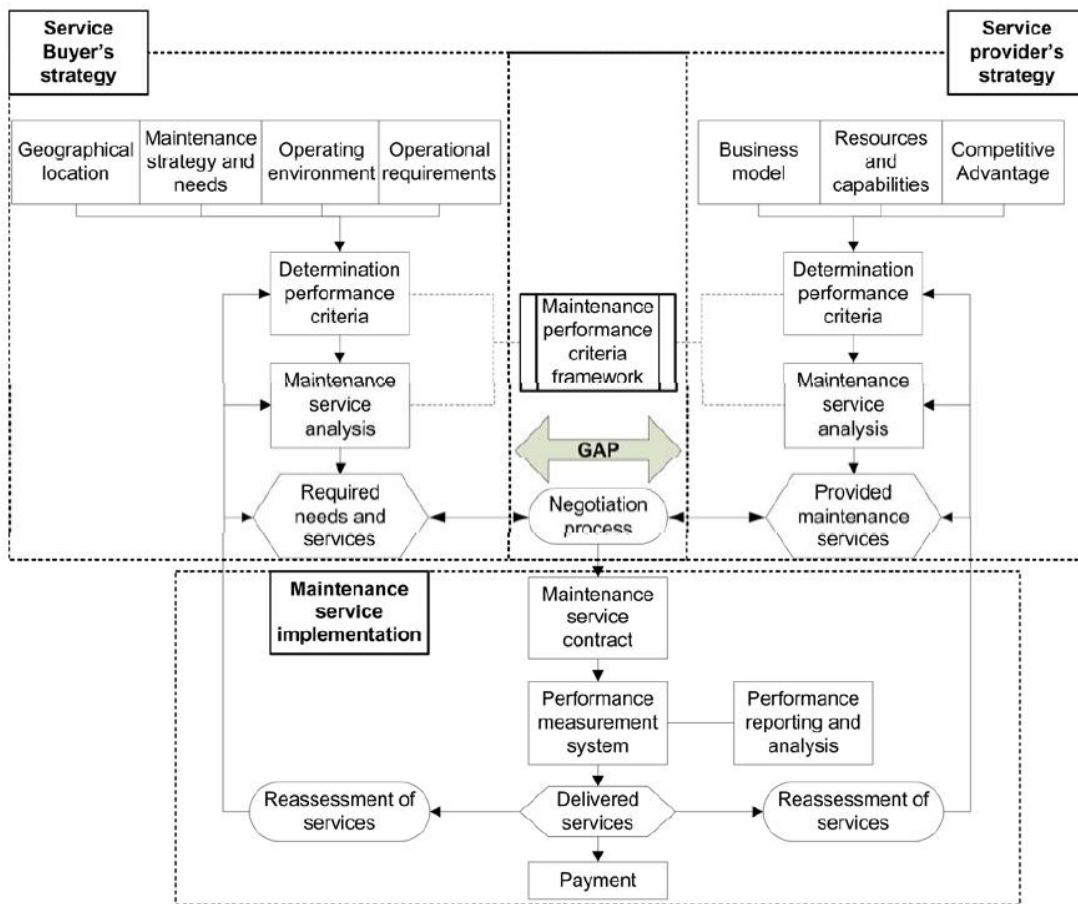 Service
Buyer's
strategy
Service
provider's
strategy
Geographical
location
Maintenance
strategy and
needs
Operating
environment
Operational
requirements
Business
model
Resources
and
capabilities
Competitive
Advantage
Determination
performance
criteria
Maintenance
performance
criteria
framework
Determination
performance
criteria
Maintenance
service
analysis
Maintenance
service
analysis
GAP
Required
needs and
services
Negotiation
process
Provided
maintenance
services
Maintenance
service
implementation
Maintenance
service
contract
Performance
measurement
system
Performance
reporting and
analysis
Reassessment of
services
Delivered
services
Reassessment of
services
Payment